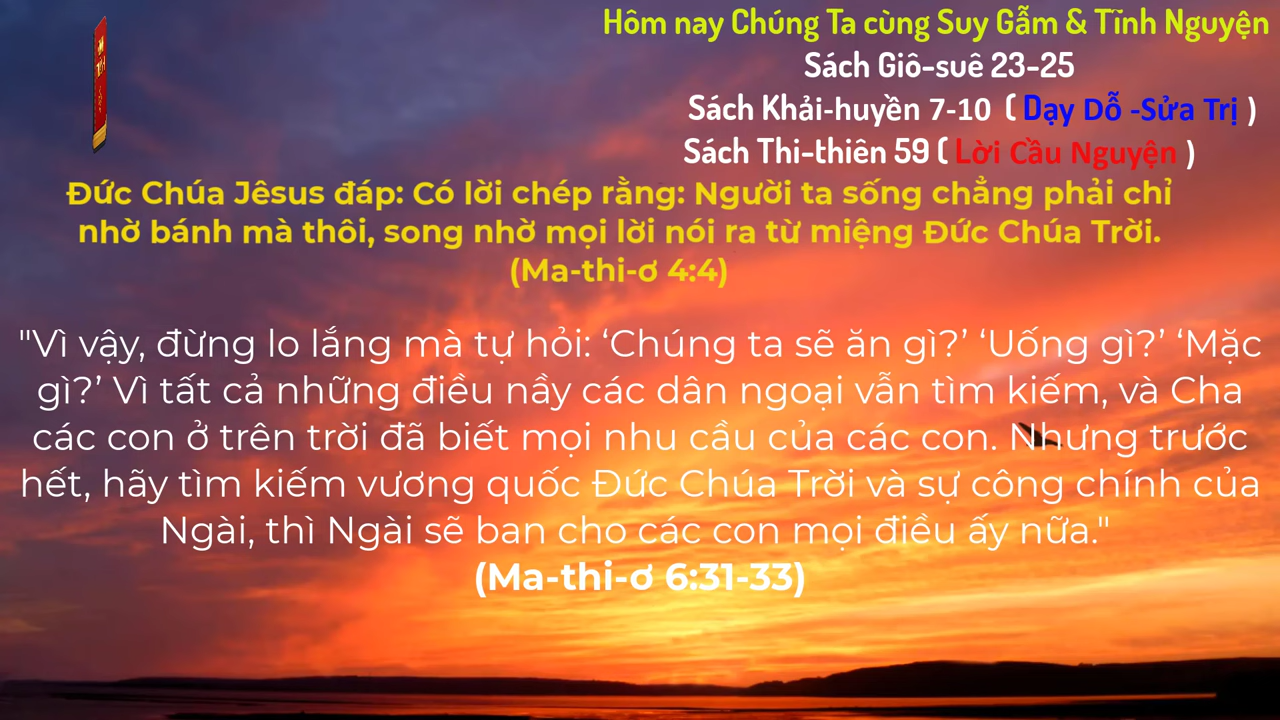 Hôm nay Chúng Ta cùng Suy Gẫm & Tĩnh Nguyện
Sách Giô-suê 23-25
Sách Khải-huyền 7-10 ( Dạy Dỗ -Sửa Trị )
Sách Thi-thiên 59 ( Lời Cầu Nguyện )
Đức Chúa Jêsus đáp: Có lời chép rằng: Người ta sống chẳng phải chỉ
nhờ bánh mà thôi, song nhờ mọi lời nói ra từ miệng Đức Chúa Trời.
(Ma-thi-ơ 4:4)
"Vì vậy, đừng lo lắng mà tự hỏi: ‘Chúng ta sẽ ăn gì?’ ‘Uống gì?’ ‘Mặc
gì?’ Vì tất cả những điều nầy các dân ngoại vẫn tìm kiếm, và Cha
các con ở trên trời đã biết mọi nhu cầu của các con. Nhưng trước
hết, hãy tìm kiếm vương quốc Đức Chúa Trời và sự công chính của
Ngài, thì Ngài sẽ ban cho các con mọi điều ấy nữa."
(Ma-thi-ơ 6:31-33)